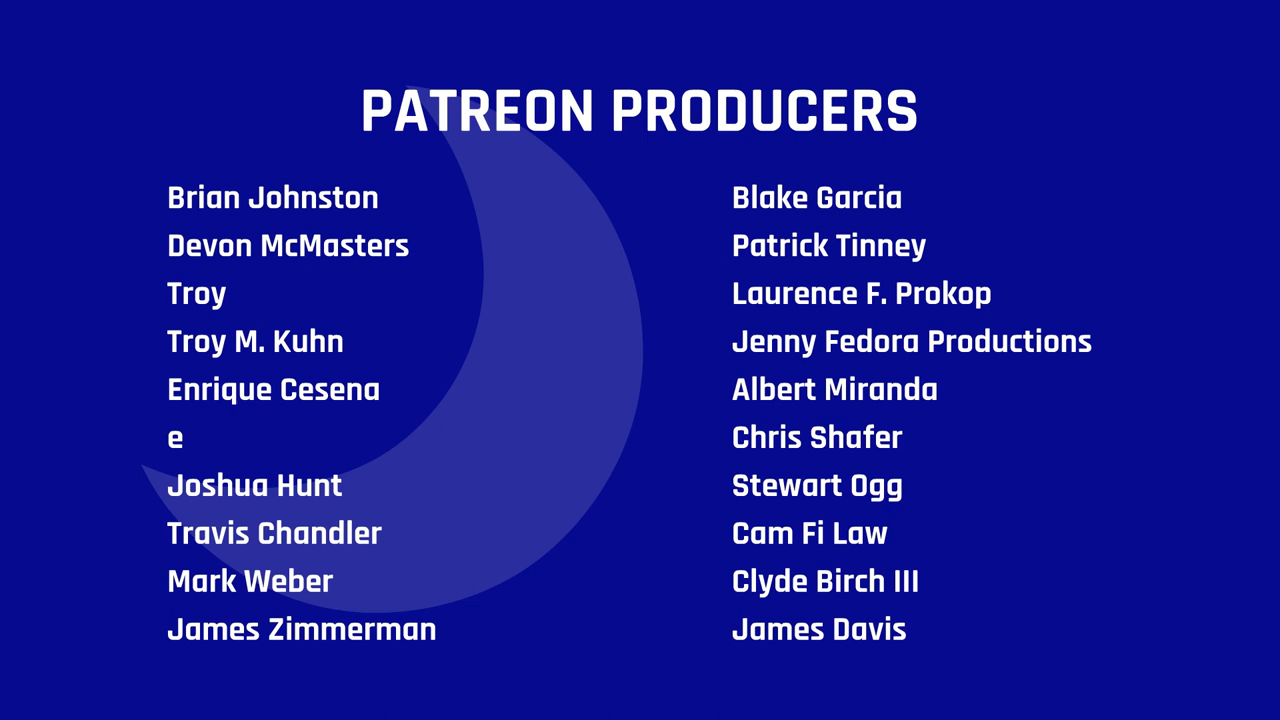 PATREON PRODUCERS
Brian Johnston
Devon McMasters
Troy
Troy M. Kuhn
Enrique Cesena
e
Joshua Hunt
Travis Chandler
Mark Weber
James Zimmerman
Blake Garcia
Patrick Tinney
Laurence F. Prokop
Jenny Fedora Productions
Albert Miranda
Chris Shafer
Stewart Ogg
Cam Fi Law
Clyde Birch III
James Davis